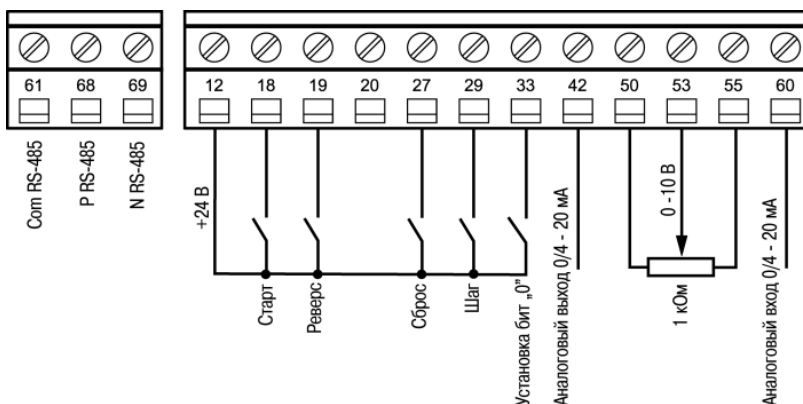 61 68 69
12 18 19 20 27 29 33 42 50 53 55 60
Com RS-485
P RS-485
N RS-485
+24 В
Старт
Реверс
Сброс
Шаг
Установка бит „0”
Аналоговый выход 0/4 - 20 мА
0 -10 В
1 кОм
Аналоговый вход 0/4 - 20 мА